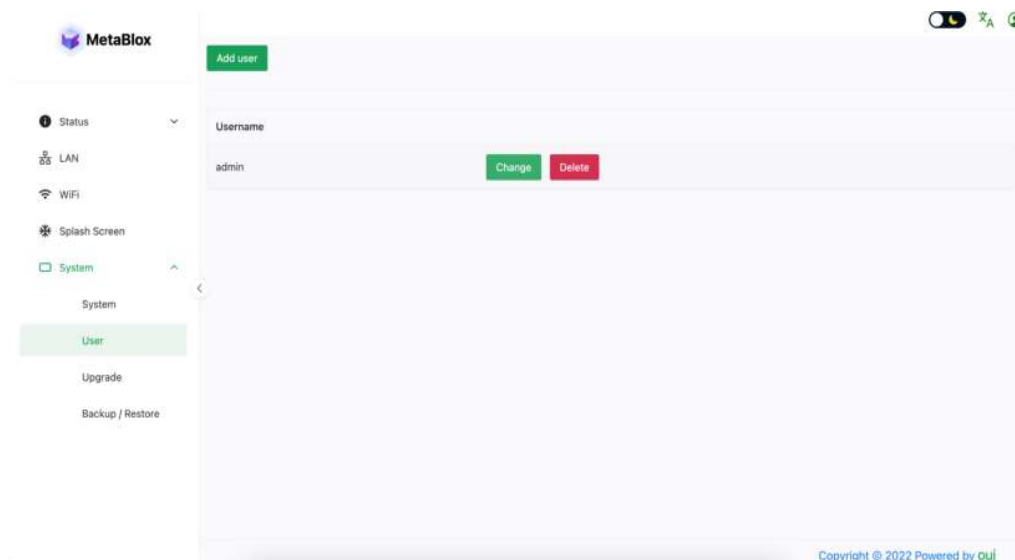 MetaBlox
Add user
Status
LAN
WiFi
Splash Screen
System
System
User
Upgrade
Backup / Restore
Username
admin
Change
Delete
Copyright © 2022 Powered by oui